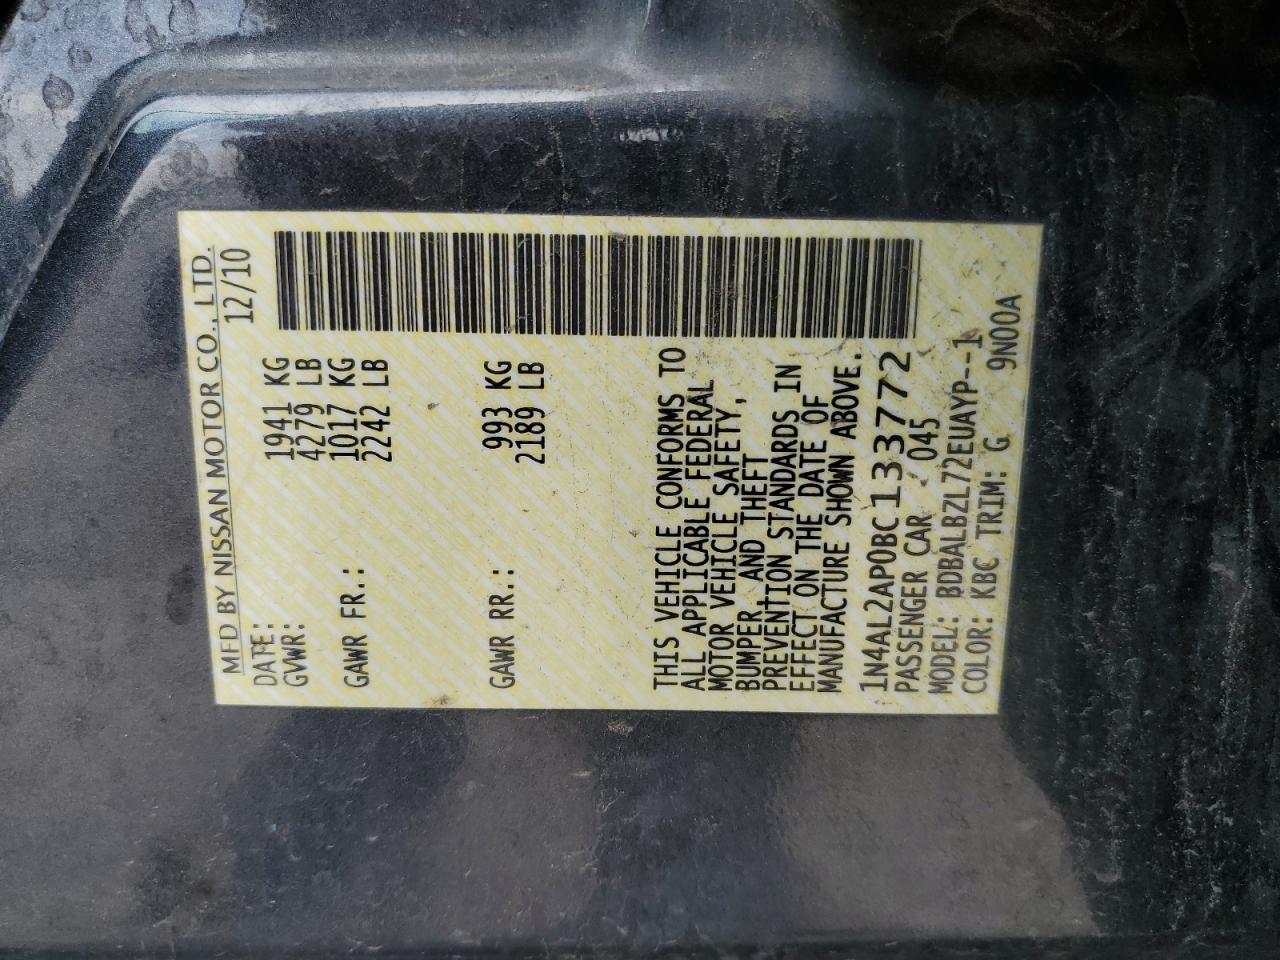 MFD BY NISSAN MOTOR CO., LTD.
DATE: 12/10
GVWR: 1941 KG
4279 LB
GAWR FR.: 1017 KG
2242 LB
GAWR RR.: 993 KG
2189 LB
THIS VEHICLE CONFORMS TO
ALL APPLICABLE FEDERAL
MOTOR VEHICLE SAFETY,
BUMPER, AND THEFT
PREVENTION STANDARDS IN
EFFECT ON THE DATE OF
MANUFACTURE SHOWN ABOVE.
1N4AL2AP0BC133772
PASSENGER CAR 045
MODEL: BDBALBZL72EUAYP--1
COLOR: KBC TRIM: G 9N00A